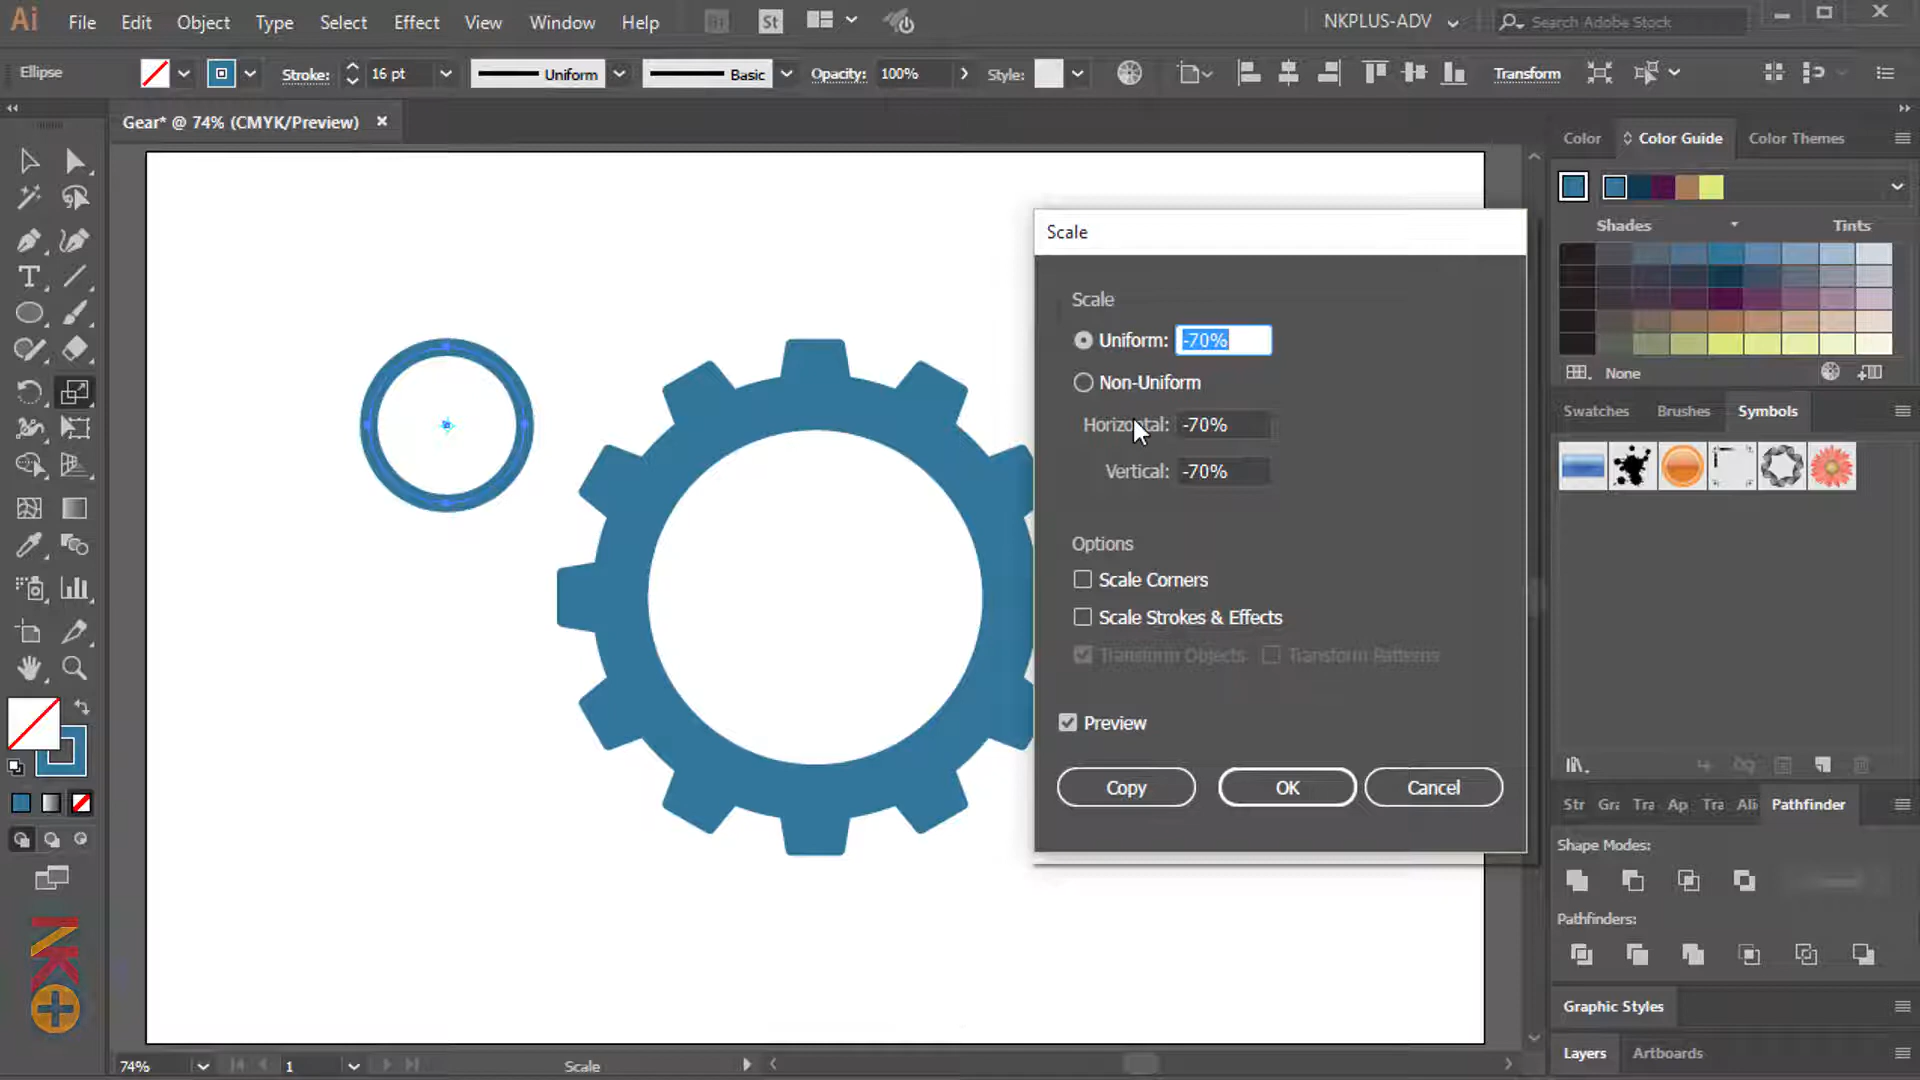 Ai File Edit Object Type Select Effect View Window Help Br St NKPLUS-ADV Search Adobe Stock
Ellipse Stroke: 16 pt Uniform Basic Opacity: 100% Style: Transform
Gear* @ 74% (CMYK/Preview)
Color Color Guide Color Themes
Shades Tints
None
Swatches Brushes Symbols
Scale
Scale
Uniform: -70%
Non-Uniform
Horizontal: -70%
Vertical: -70%
Options
Scale Corners
Scale Strokes & Effects
Transform Objects Transform Patterns
Preview
Copy OK Cancel
Str Gra Tra Ap Tra Ali Pathfinder
Shape Modes:
Pathfinders:
Graphic Styles
Layers Artboards
NK
74% 1 Scale